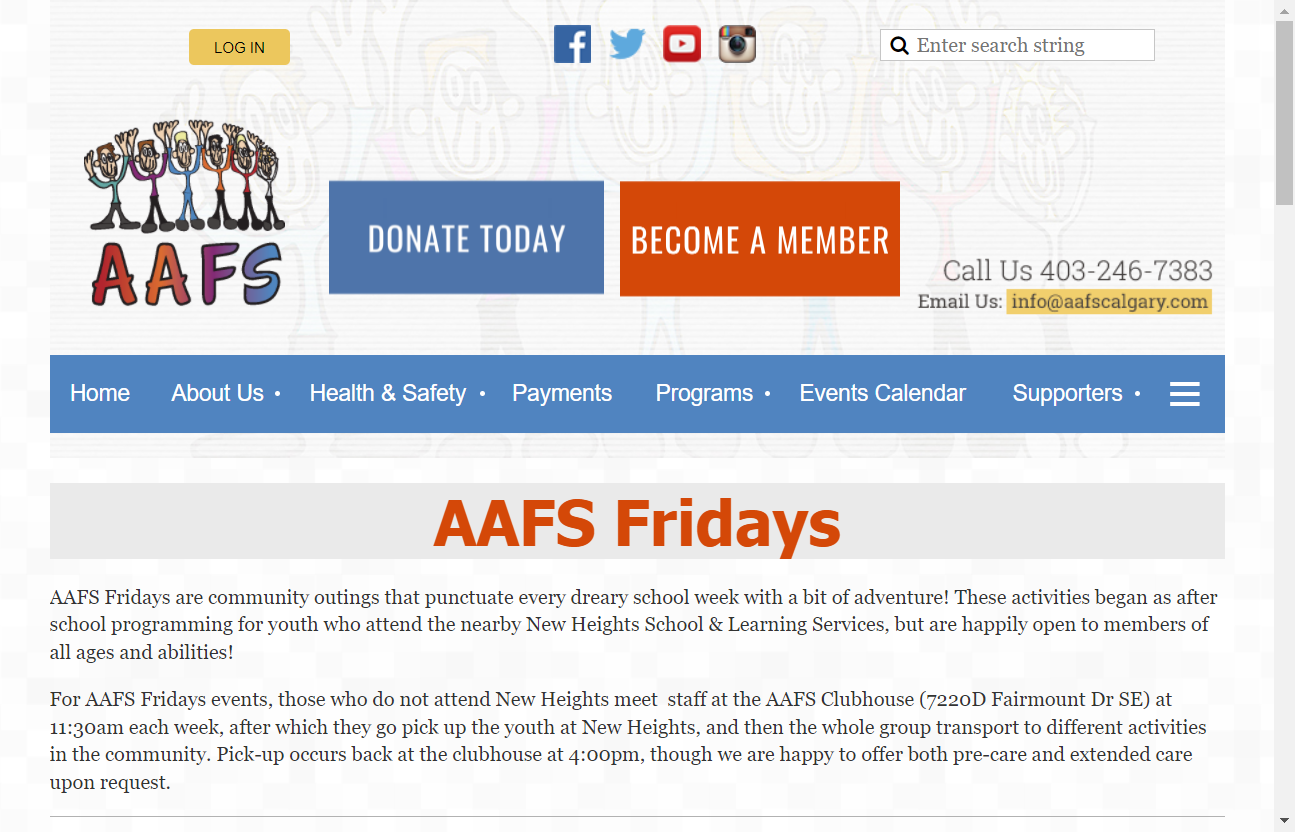 LOG IN
Enter search string
AAFS
DONATE TODAY
BECOME A MEMBER
Call Us 403-246-7383
Email Us: info@aafscalgary.com
Home About Us • Health & Safety • Payments Programs • Events Calendar Supporters •
AAFS Fridays
AAFS Fridays are community outings that punctuate every dreary school week with a bit of adventure! These activities began as after
school programming for youth who attend the nearby New Heights School & Learning Services, but are happily open to members of
all ages and abilities!
For AAFS Fridays events, those who do not attend New Heights meet  staff at the AAFS Clubhouse (7220D Fairmount Dr SE) at
11:30am each week, after which they go pick up the youth at New Heights, and then the whole group transport to different activities
in the community. Pick-up occurs back at the clubhouse at 4:00pm, though we are happy to offer both pre-care and extended care
upon request.